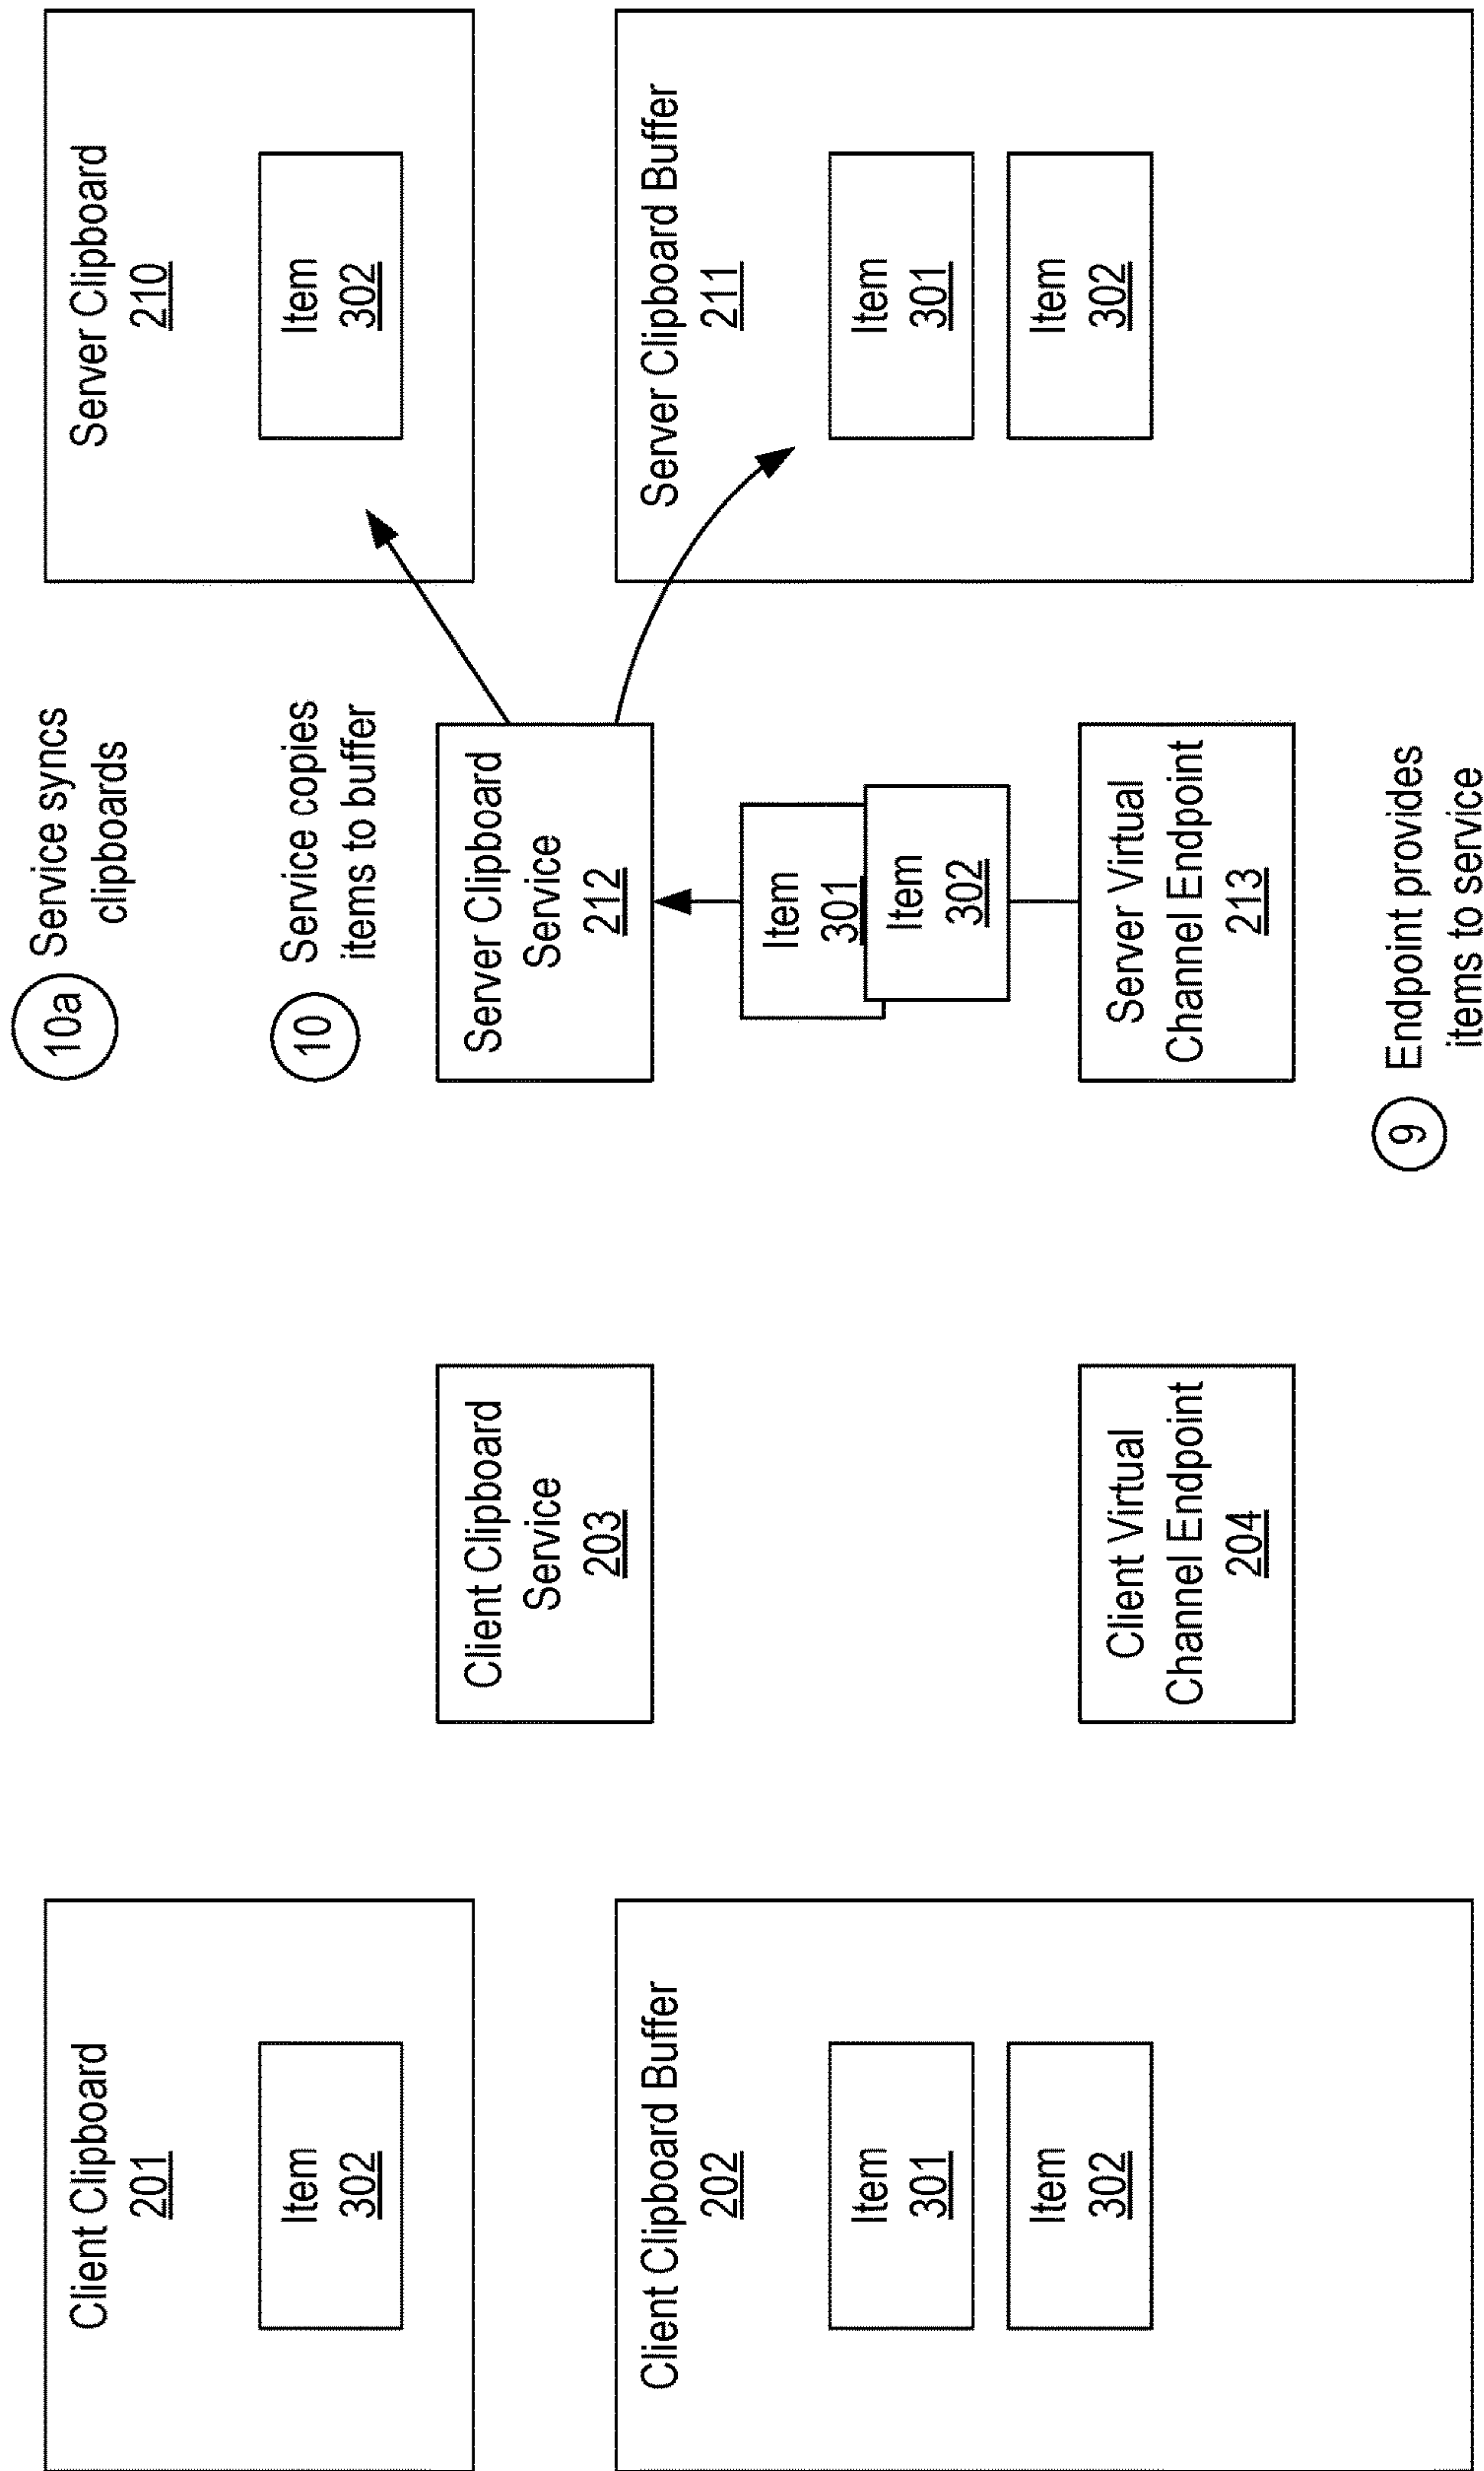 Client Clipboard
201
Item
302
Client Clipboard Buffer
202
Item
301
Item
302
Client Clipboard
Service
203
Client Virtual
Channel Endpoint
204
10a
Service syncs
clipboards
10
Service copies
items to buffer
Server Clipboard
Service
212
Item
301
Item
302
Server Virtual
Channel Endpoint
213
9
Endpoint provides
items to service
Server Clipboard
210
Item
302
Server Clipboard Buffer
211
Item
301
Item
302